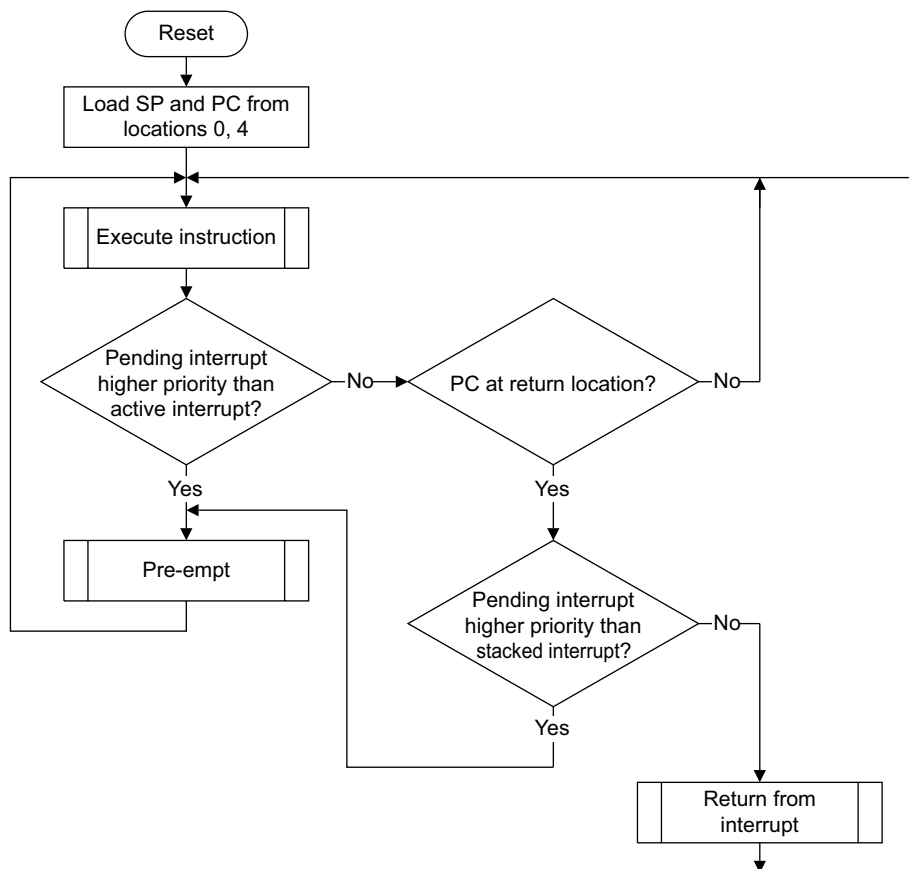 Reset
Load SP and PC from
locations 0, 4
Execute instruction
Pending interrupt
higher priority than
active interrupt?
No
PC at return location?
No
Yes
Yes
Pre-empt
Pending interrupt
higher priority than
stacked interrupt?
No
Yes
Return from
interrupt